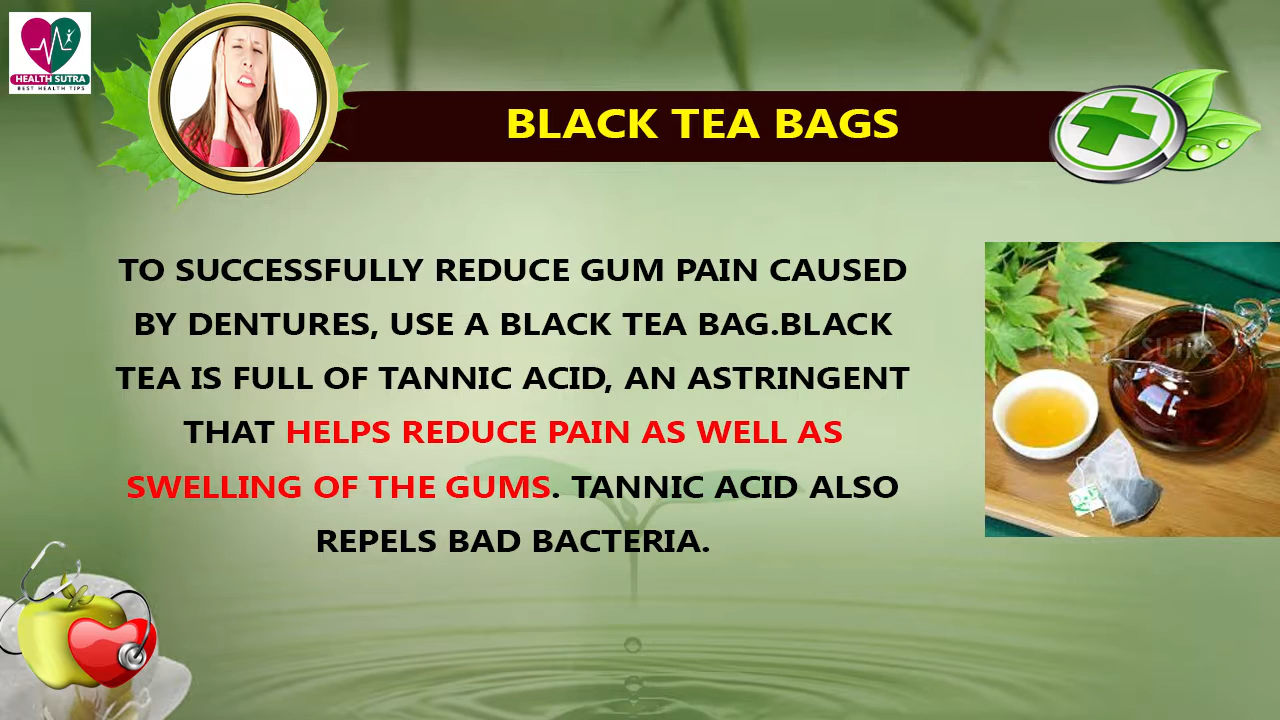 HEALTH SUTRA
BEST HEALTH TIPS
BLACK TEA BAGS
TO SUCCESSFULLY REDUCE GUM PAIN CAUSED
BY DENTURES, USE A BLACK TEA BAG.BLACK
TEA IS FULL OF TANNIC ACID, AN ASTRINGENT
THAT HELPS REDUCE PAIN AS WELL AS
SWELLING OF THE GUMS. TANNIC ACID ALSO
REPELS BAD BACTERIA.
HEALTH SUTRA